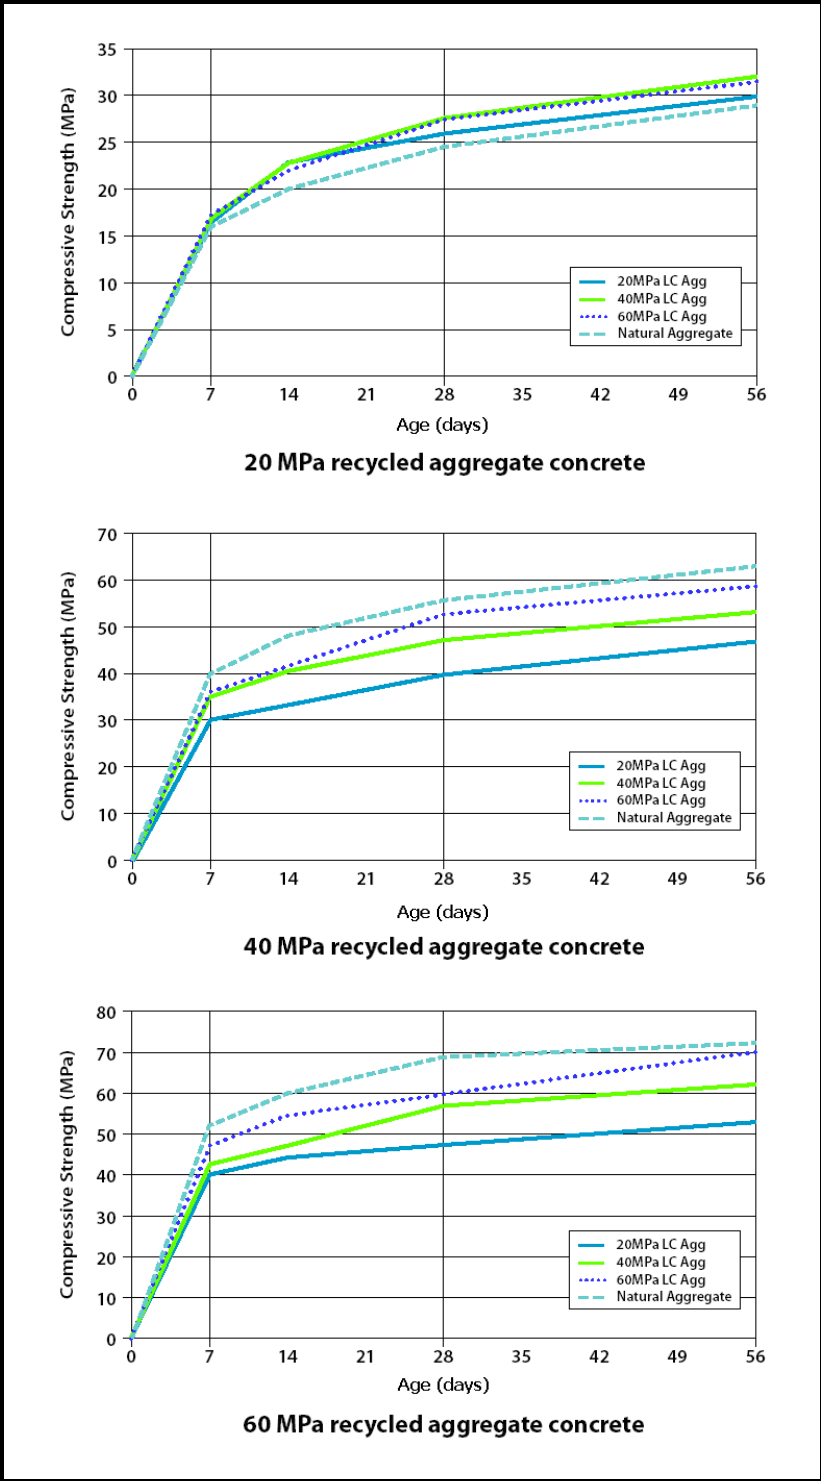 35
30
25
20
15
10
5
0
Compressive Strength (MPa)
20MPa LC Agg
40MPa LC Agg
60MPa LC Agg
Natural Aggregate
0 7 14 21 28 35 42 49 56
Age (days)
20 MPa recycled aggregate concrete
70
60
50
40
30
20
10
0
Compressive Strength (MPa)
20MPa LC Agg
40MPa LC Agg
60MPa LC Agg
Natural Aggregate
0 7 14 21 28 35 42 49 56
Age (days)
40 MPa recycled aggregate concrete
80
70
60
50
40
30
20
10
0
Compressive Strength (MPa)
20MPa LC Agg
40MPa LC Agg
60MPa LC Agg
Natural Aggregate
0 7 14 21 28 35 42 49 56
Age (days)
60 MPa recycled aggregate concrete